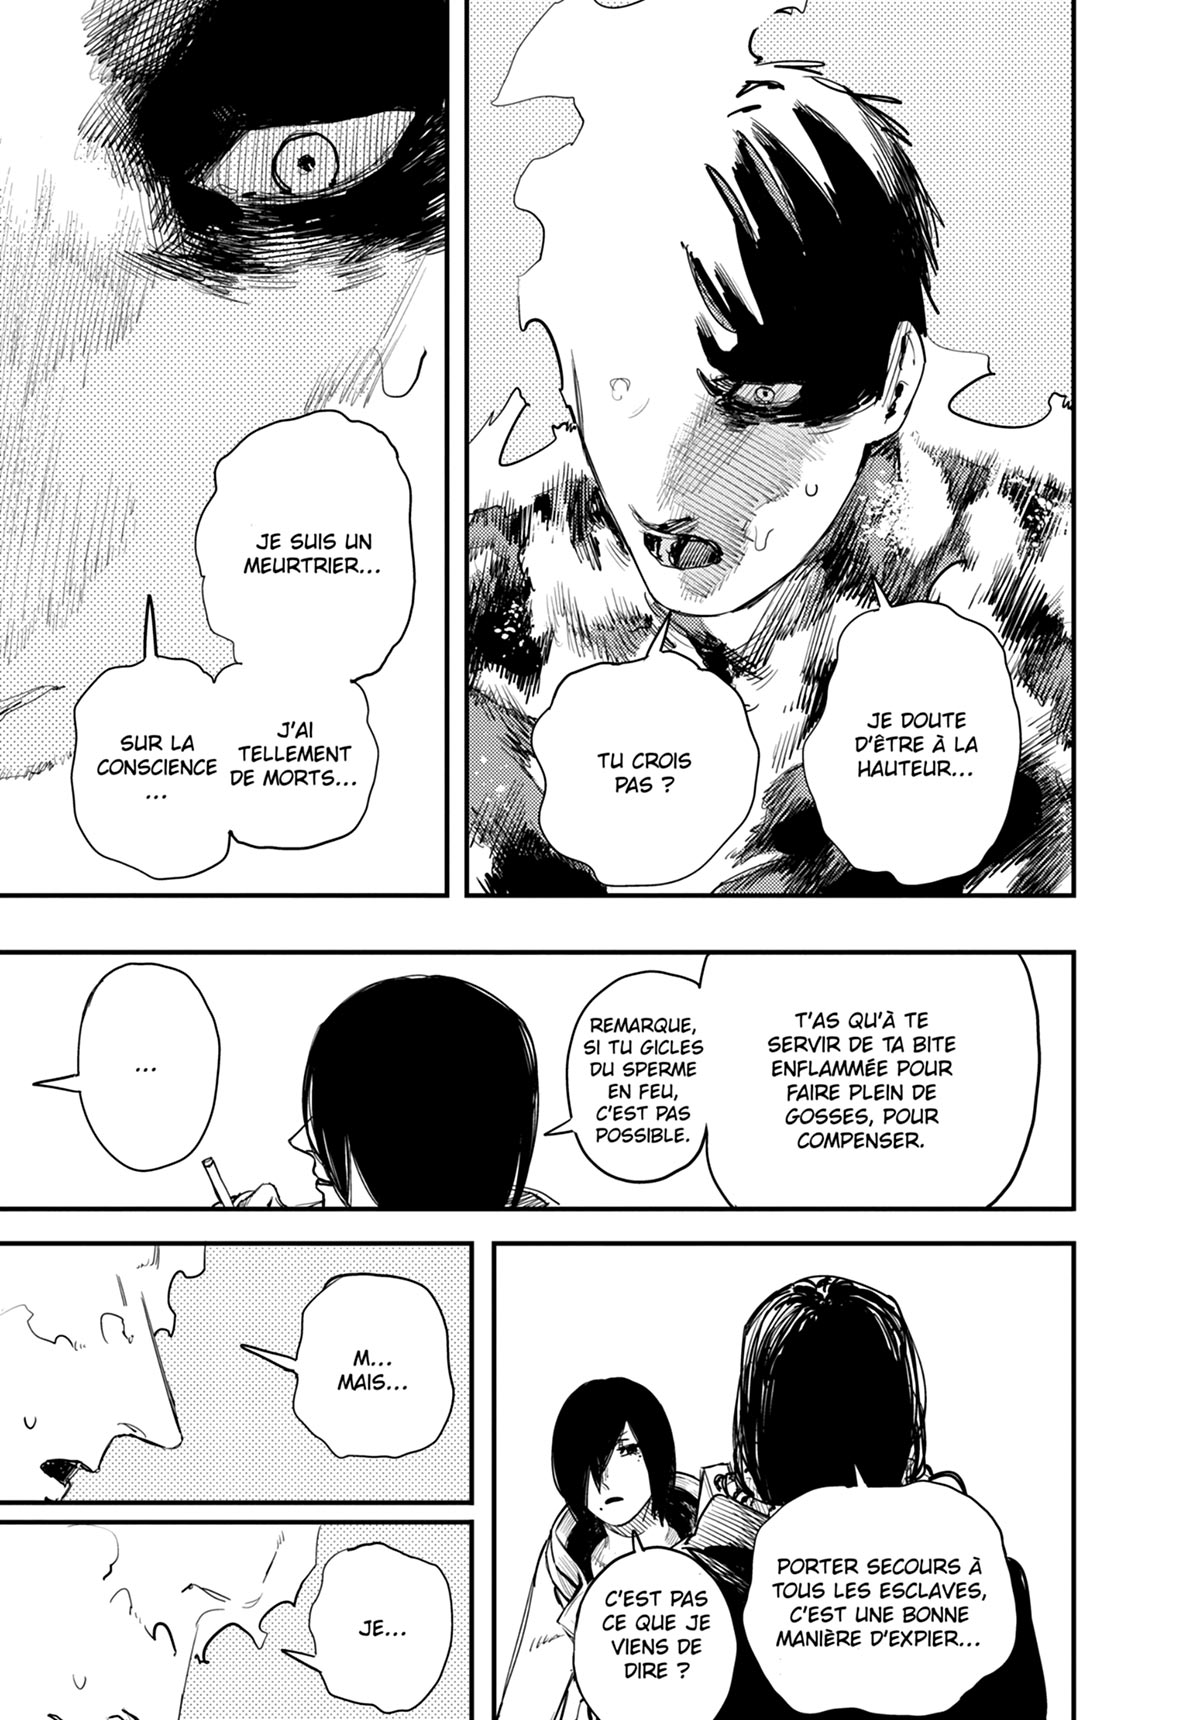 JE DOUTE
D'ÊTRE À LA
HAUTEUR...
TU CROIS
PAS ?
JE SUIS UN
MEURTRIER...
J'AI
TELLEMENT
DE MORTS...
SUR LA
CONSCIENCE
...
T'AS QU'À TE
SERVIR DE TA BITE
ENFLAMMÉE POUR
FAIRE PLEIN DE
GOSSES, POUR
COMPENSER.
REMARQUE,
SI TU GICLES
DU SPERME
EN FEU,
C'EST PAS
POSSIBLE.
...
PORTER SECOURS À
TOUS LES ESCLAVES,
C'EST UNE BONNE
MANIÈRE D'EXPIER...
C'EST PAS
CE QUE JE
VIENS DE
DIRE ?
M...
MAIS...
JE...